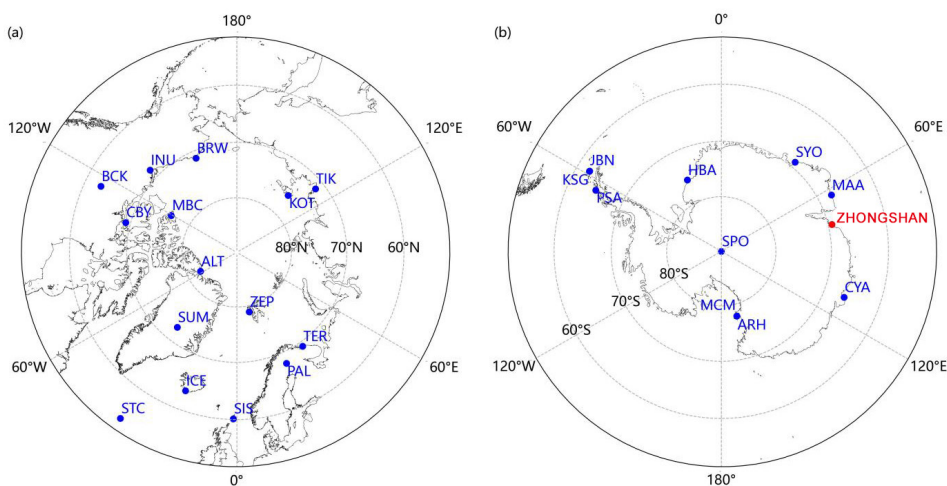 (a)
180°
120°W
120°E
BRW
INU
BCK
TIK
MBC
KOT
CBY
80°N
70°N
60°N
ALT
ZEP
SUM
TER
PAL
60°W
60°E
ICE
STC
SIS
0°
(b)
0°
60°W
60°E
SYO
JBN
HBA
KSG
MAA
PSA
ZHONGSHAN
SPO
80°S
CYA
70°S
MCM
ARH
60°S
120°W
120°E
180°